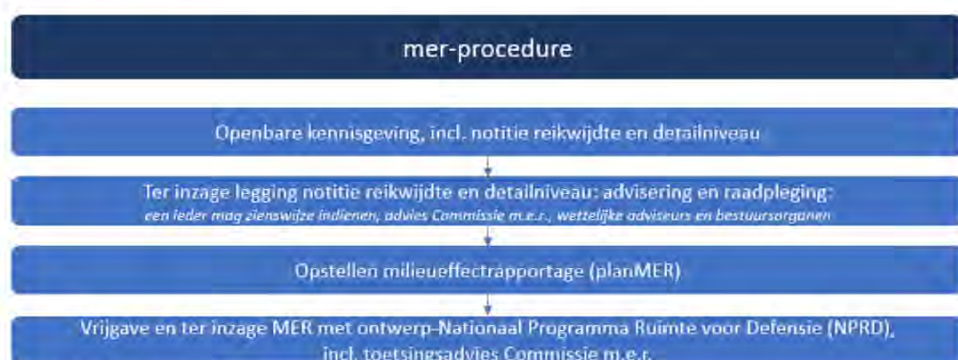 mer-procedure
Openbare kennisgeving, incl. notitie reikwijdte en detailniveau
Ter inzage legging notitie reikwijdte en detailniveau: advisering en raadpleging:
een ieder mag zienswijze indienen, advies Commissie m.e.r., wettelijke adviseurs en bestuursorganen
Opstellen milieueffectrapportage (planMER)
Vrijgave en ter inzage MER met ontwerp-Nationaal Programma Ruimte voor Defensie (NPRD),
incl. toetsingsadvies Commissie m.e.r.